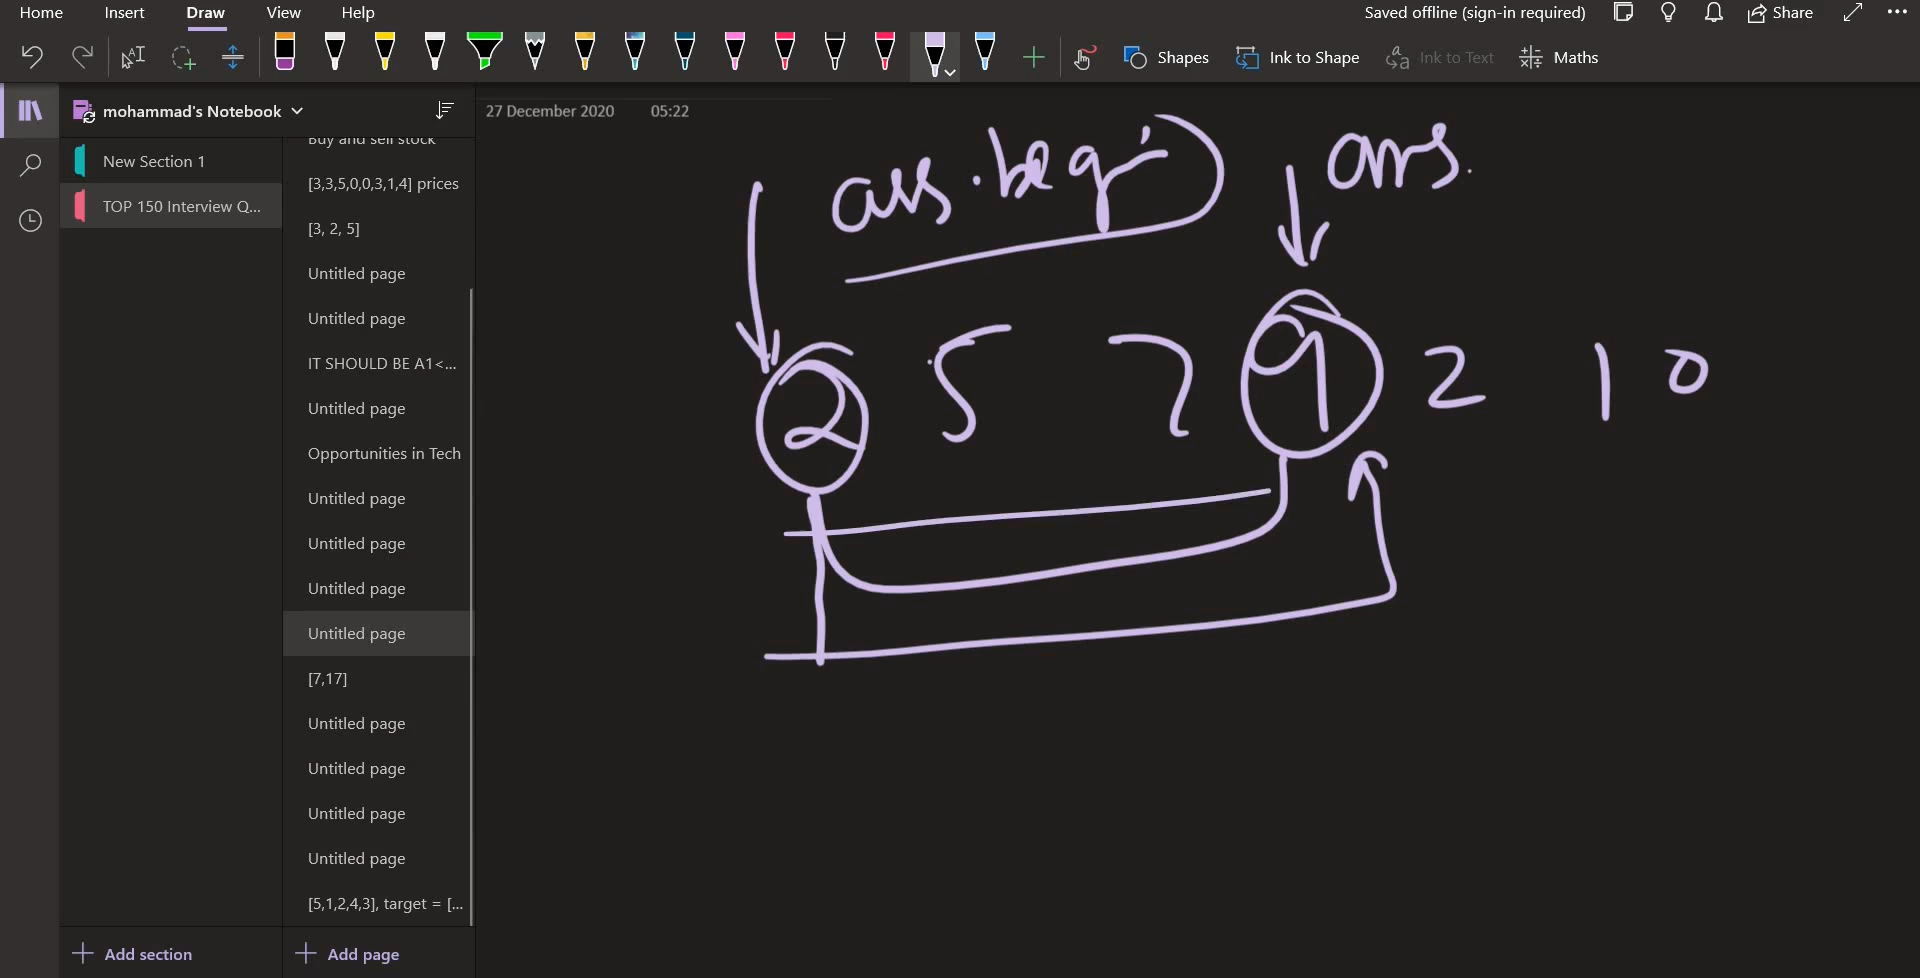 Home Insert Draw View Help
Saved offline (sign-in required) Share
Shapes Ink to Shape Ink to Text Maths
mohammad's Notebook
New Section 1
TOP 150 Interview Q...
Buy and sell stock
[3,3,5,0,0,3,1,4] prices
[3, 2, 5]
Untitled page
Untitled page
IT SHOULD BE A1<...
Untitled page
Opportunities in Tech
Untitled page
Untitled page
Untitled page
Untitled page
[7,17]
Untitled page
Untitled page
Untitled page
Untitled page
[5,1,2,4,3], target = [...
Add section
Add page
27 December 2020 05:22
2 5 7 9 2 1 0